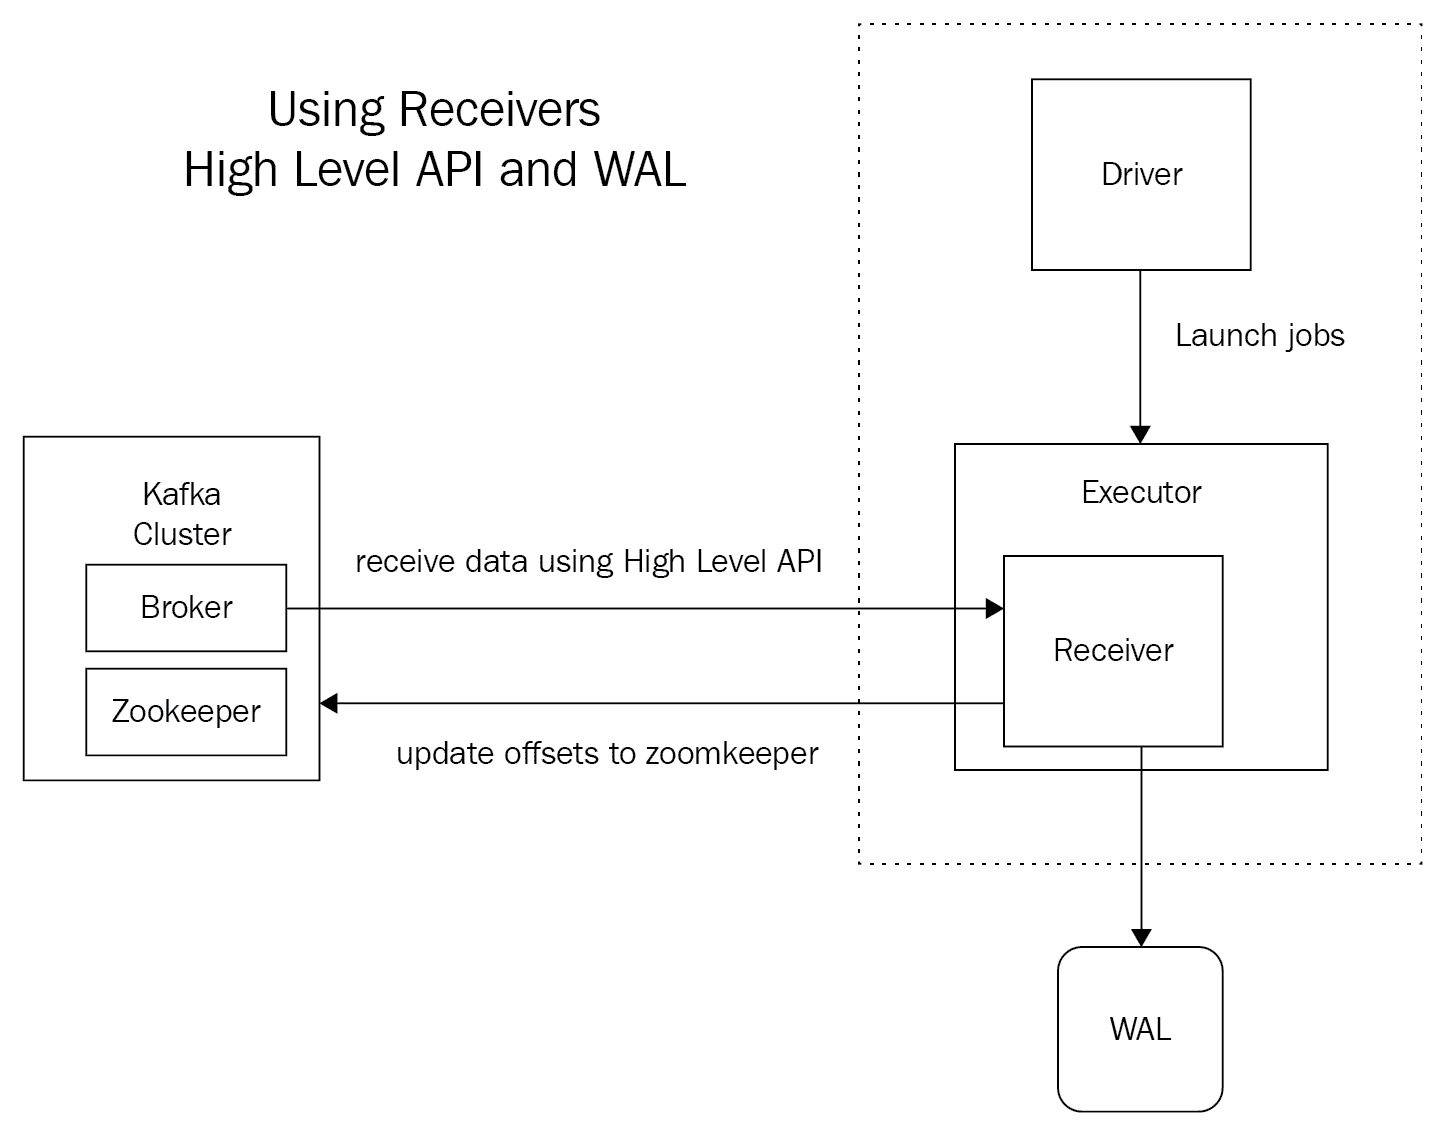 Using Receivers
High Level API and WAL
Driver
Launch jobs
Executor
Kafka
Cluster
receive data using High Level API
Broker
Receiver
Zookeeper
update offsets to zoomkeeper
WAL